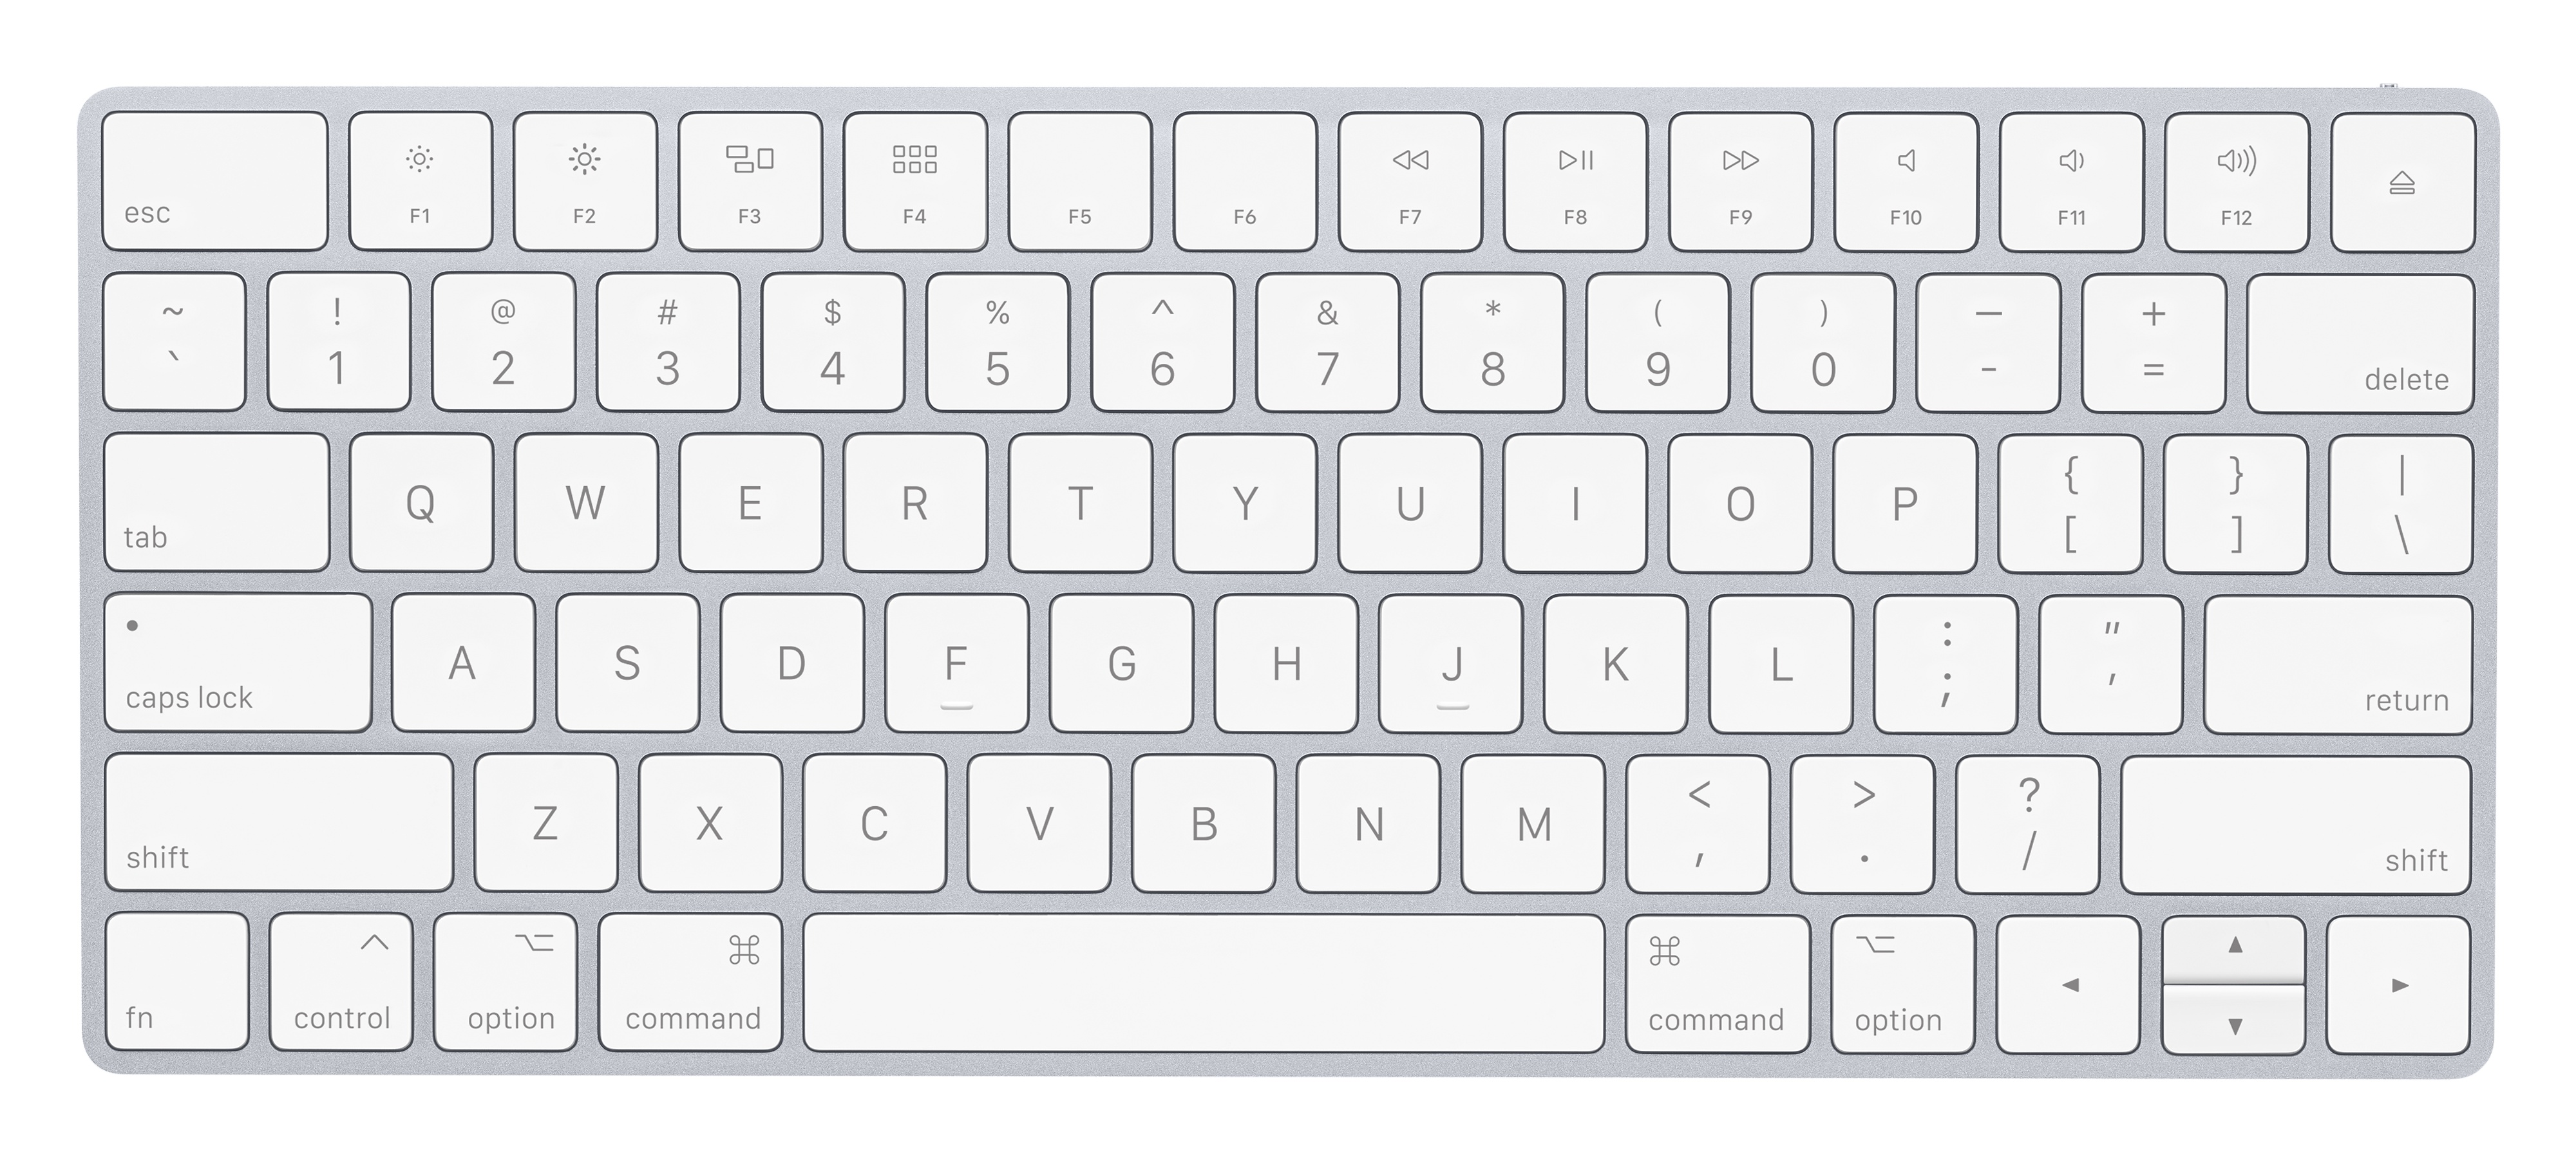 esc F1 F2 F3 F4 F5 F6 F7 F8 F9 F10 F11 F12
~ ! @ # $ % ^ & * ( ) — +
` 1 2 3 4 5 6 7 8 9 0 - = delete
tab Q W E R T Y U I O P { [ } ] | \
caps lock A S D F G H J K L : ; " ' return
shift Z X C V B N M < , > . ? / shift
fn control option command command option